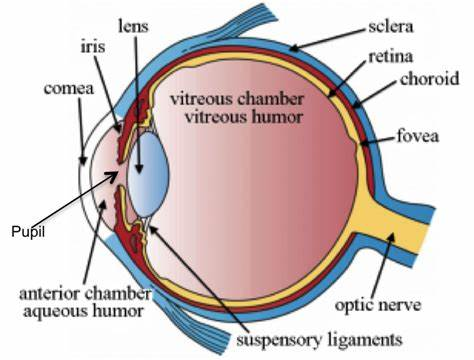 lens
iris
cornea
sclera
retina
choroid
vitreous chamber
vitreous humor
fovea
Pupil
anterior chamber
aqueous humor
optic nerve
suspensory ligaments